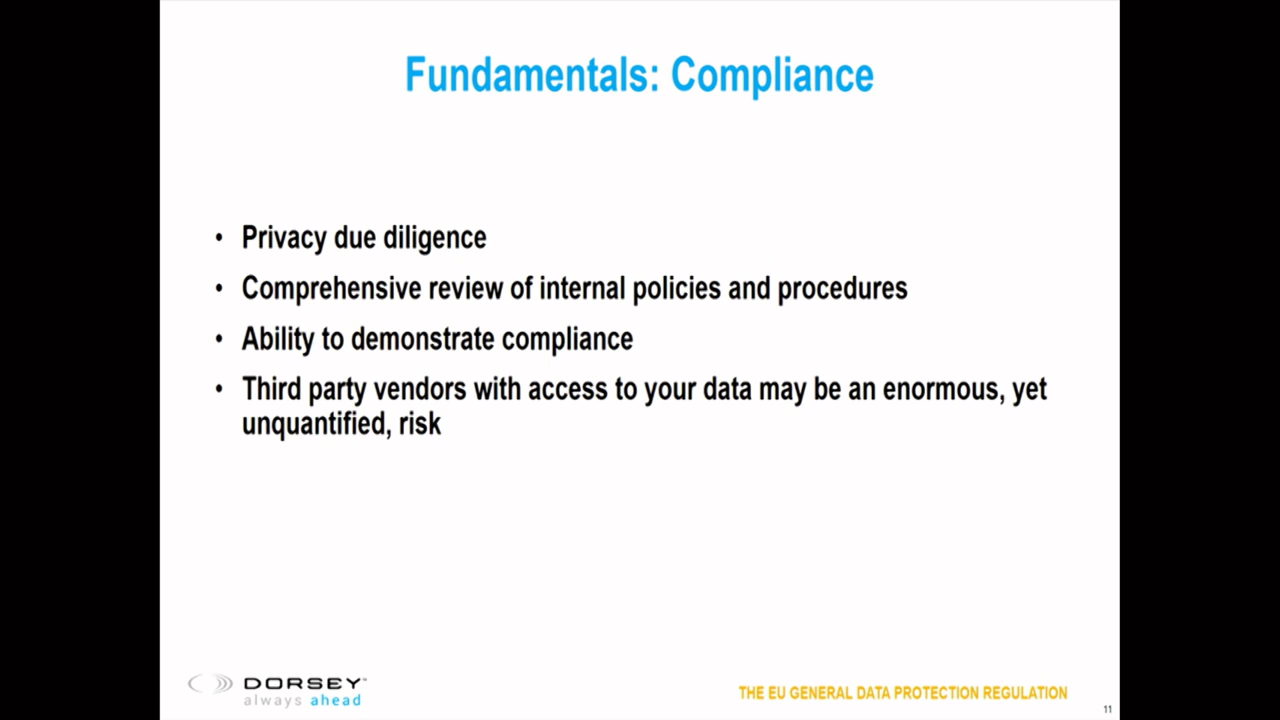 Fundamentals: Compliance
• Privacy due diligence
• Comprehensive review of internal policies and procedures
• Ability to demonstrate compliance
• Third party vendors with access to your data may be an enormous, yet
unquantified, risk
DORSEY™
always ahead
THE EU GENERAL DATA PROTECTION REGULATION
11